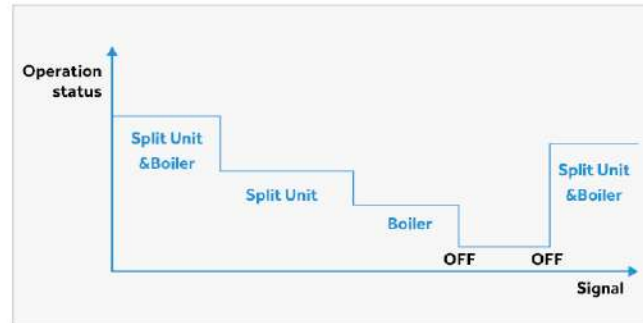 Operation
status
Split Unit
&Boiler
Split Unit
Boiler
OFF
OFF
Split Unit
&Boiler
Signal